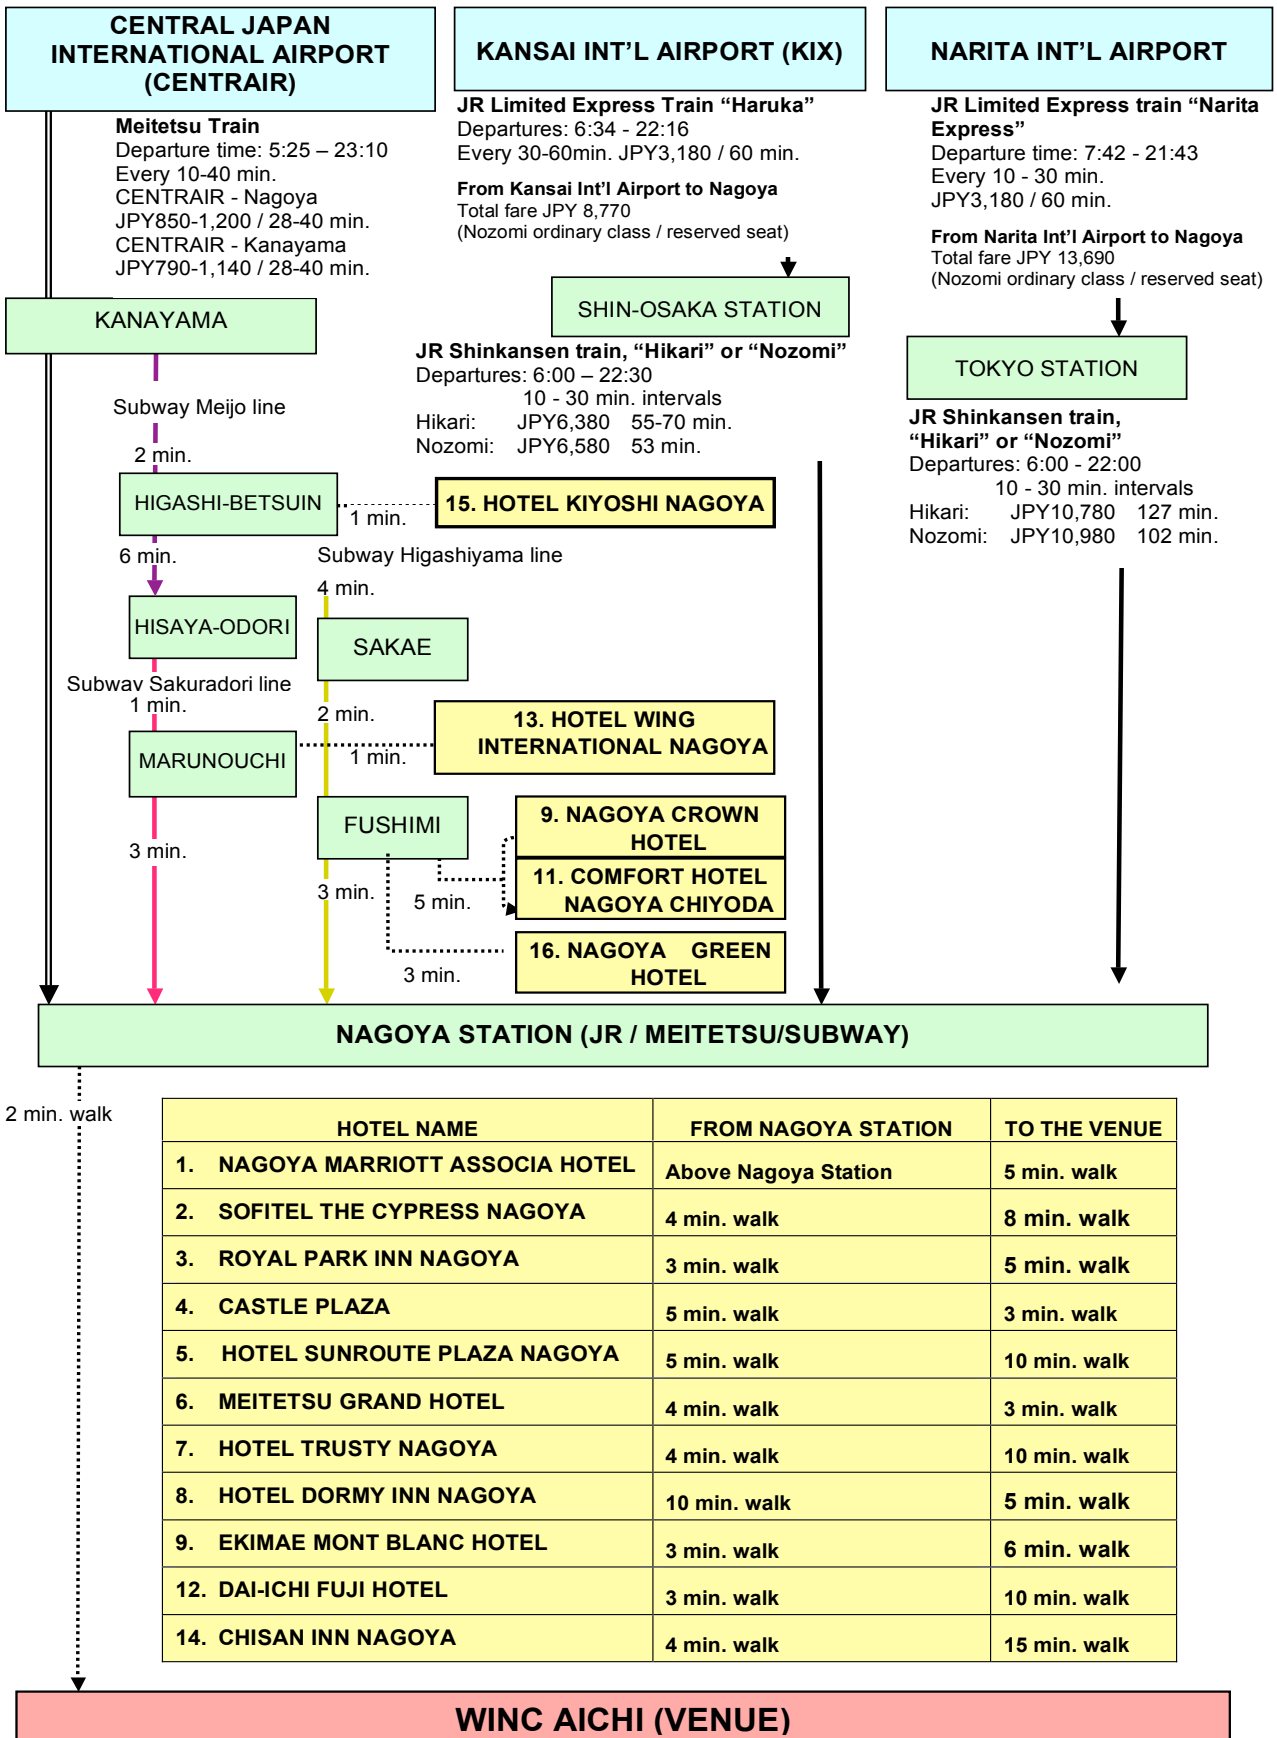 CENTRAL JAPAN
INTERNATIONAL AIRPORT
(CENTRAIR)
KANSAI INT'L AIRPORT (KIX)
NARITA INT'L AIRPORT
Meitetsu Train
Departure time: 5:25 – 23:10
Every 10-40 min.
CENTRAIR - Nagoya
JPY850-1,200 / 28-40 min.
CENTRAIR - Kanayama
JPY790-1,140 / 28-40 min.
JR Limited Express Train “Haruka”
Departures: 6:34 - 22:16
Every 30-60min. JPY3,180 / 60 min.
From Kansai Int'l Airport to Nagoya
Total fare JPY 8,770
(Nozomi ordinary class / reserved seat)
JR Limited Express train “Narita
Express”
Departure time: 7:42 - 21:43
Every 10 - 30 min.
JPY3,180 / 60 min.
From Narita Int'l Airport to Nagoya
Total fare JPY 13,690
(Nozomi ordinary class / reserved seat)
KANAYAMA
SHIN-OSAKA STATION
TOKYO STATION
JR Shinkansen train, “Hikari” or “Nozomi”
Departures: 6:00 – 22:30
10 - 30 min. intervals
Hikari: JPY6,380 55-70 min.
Nozomi: JPY6,580 53 min.
JR Shinkansen train,
“Hikari” or “Nozomi”
Departures: 6:00 - 22:00
10 - 30 min. intervals
Hikari: JPY10,780 127 min.
Nozomi: JPY10,980 102 min.
Subway Meijo line
2 min.
HIGASHI-BETSUIN
1 min.
15. HOTEL KIYOSHI NAGOYA
6 min.
Subway Higashiyama line
4 min.
HISAYA-ODORI
SAKAE
Subway Sakuradori line
1 min.
2 min.
MARUNOUCHI
1 min.
13. HOTEL WING
INTERNATIONAL NAGOYA
FUSHIMI
9. NAGOYA CROWN
HOTEL
3 min.
3 min.
5 min.
11. COMFORT HOTEL
NAGOYA CHIYODA
3 min.
16. NAGOYA GREEN
HOTEL
NAGOYA STATION (JR / MEITETSU/SUBWAY)
2 min. walk
HOTEL NAME FROM NAGOYA STATION TO THE VENUE
1. NAGOYA MARRIOTT ASSOCIA HOTEL Above Nagoya Station 5 min. walk
2. SOFITEL THE CYPRESS NAGOYA 4 min. walk 8 min. walk
3. ROYAL PARK INN NAGOYA 3 min. walk 5 min. walk
4. CASTLE PLAZA 5 min. walk 3 min. walk
5. HOTEL SUNROUTE PLAZA NAGOYA 5 min. walk 10 min. walk
6. MEITETSU GRAND HOTEL 4 min. walk 3 min. walk
7. HOTEL TRUSTY NAGOYA 4 min. walk 10 min. walk
8. HOTEL DORMY INN NAGOYA 10 min. walk 5 min. walk
9. EKIMAE MONT BLANC HOTEL 3 min. walk 6 min. walk
12. DAI-ICHI FUJI HOTEL 3 min. walk 10 min. walk
14. CHISAN INN NAGOYA 4 min. walk 15 min. walk
WINC AICHI (VENUE)